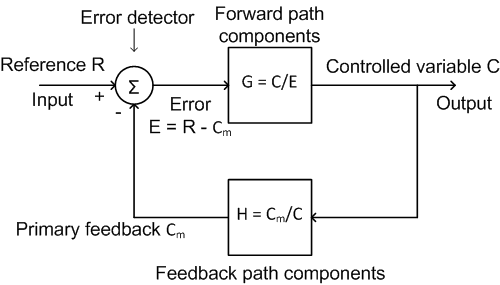 Error detector
Forward path
components
Reference R
Input
+
-
Σ
Error
E = R - Cₘ
G = C/E
Controlled variable C
Output
H = Cₘ/C
Primary feedback Cₘ
Feedback path components